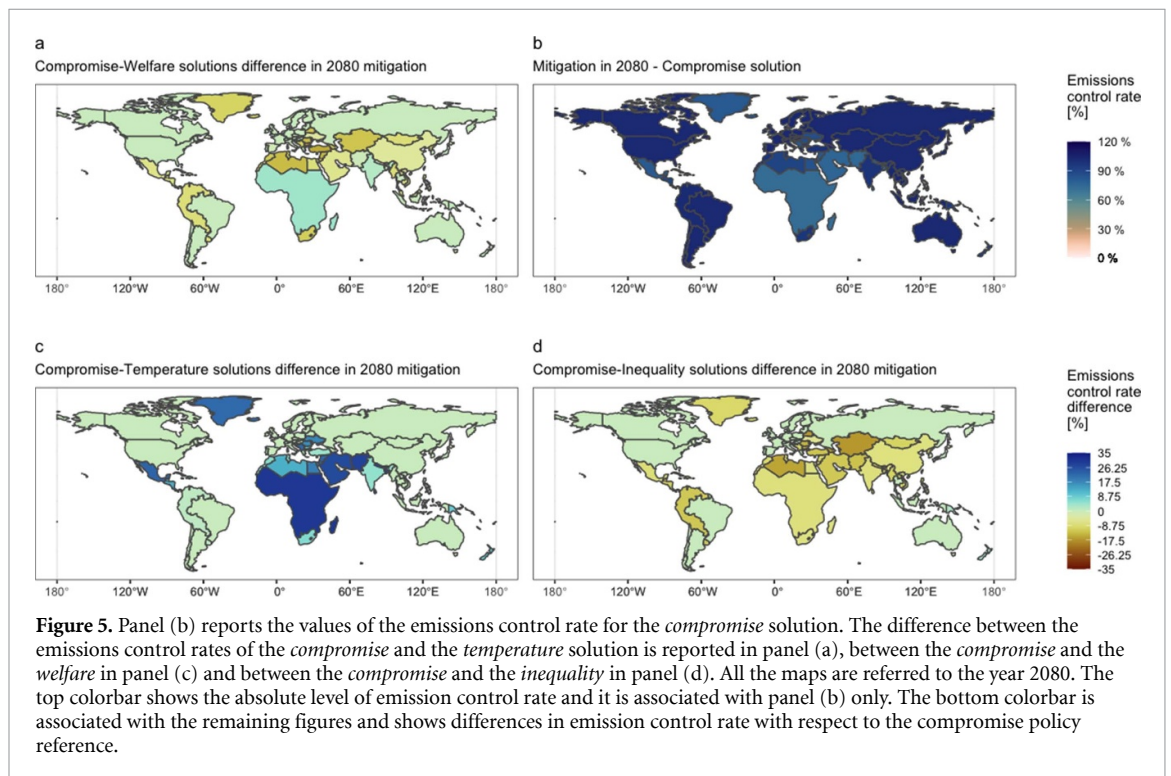 a
Compromise-Welfare solutions difference in 2080 mitigation
180° 120°W 60°W 0° 60°E 120°E 180°
b
Mitigation in 2080 - Compromise solution
180° 120°W 60°W 0° 60°E 120°E 180°
Emissions
control rate
[%]
120 %
90 %
60 %
30 %
0 %
c
Compromise-Temperature solutions difference in 2080 mitigation
180° 120°W 60°W 0° 60°E 120°E 180°
d
Compromise-Inequality solutions difference in 2080 mitigation
180° 120°W 60°W 0° 60°E 120°E 180°
Emissions
control rate
difference
[%]
35
26.25
17.5
8.75
0
-8.75
-17.5
-26.25
-35
Figure 5. Panel (b) reports the values of the emissions control rate for the compromise solution. The difference between the
emissions control rates of the compromise and the temperature solution is reported in panel (a), between the compromise and the
welfare in panel (c) and between the compromise and the inequality in panel (d). All the maps are referred to the year 2080. The
top colorbar shows the absolute level of emission control rate and it is associated with panel (b) only. The bottom colorbar is
associated with the remaining figures and shows differences in emission control rate with respect to the compromise policy
reference.